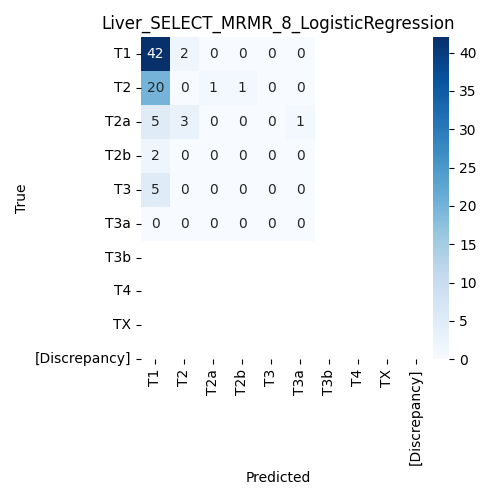 Liver_SELECT_MRMR_8_LogisticRegression
True
T1 42 2 0 0 0 0
T2 20 0 1 1 0 0
T2a 5 3 0 0 0 1
T2b 2 0 0 0 0 0
T3 5 0 0 0 0 0
T3a 0 0 0 0 0 0
T3b
T4
TX
[Discrepancy]
T1 T2 T2a T2b T3 T3a T3b T4 TX [Discrepancy]
Predicted
40
35
30
25
20
15
10
5
0